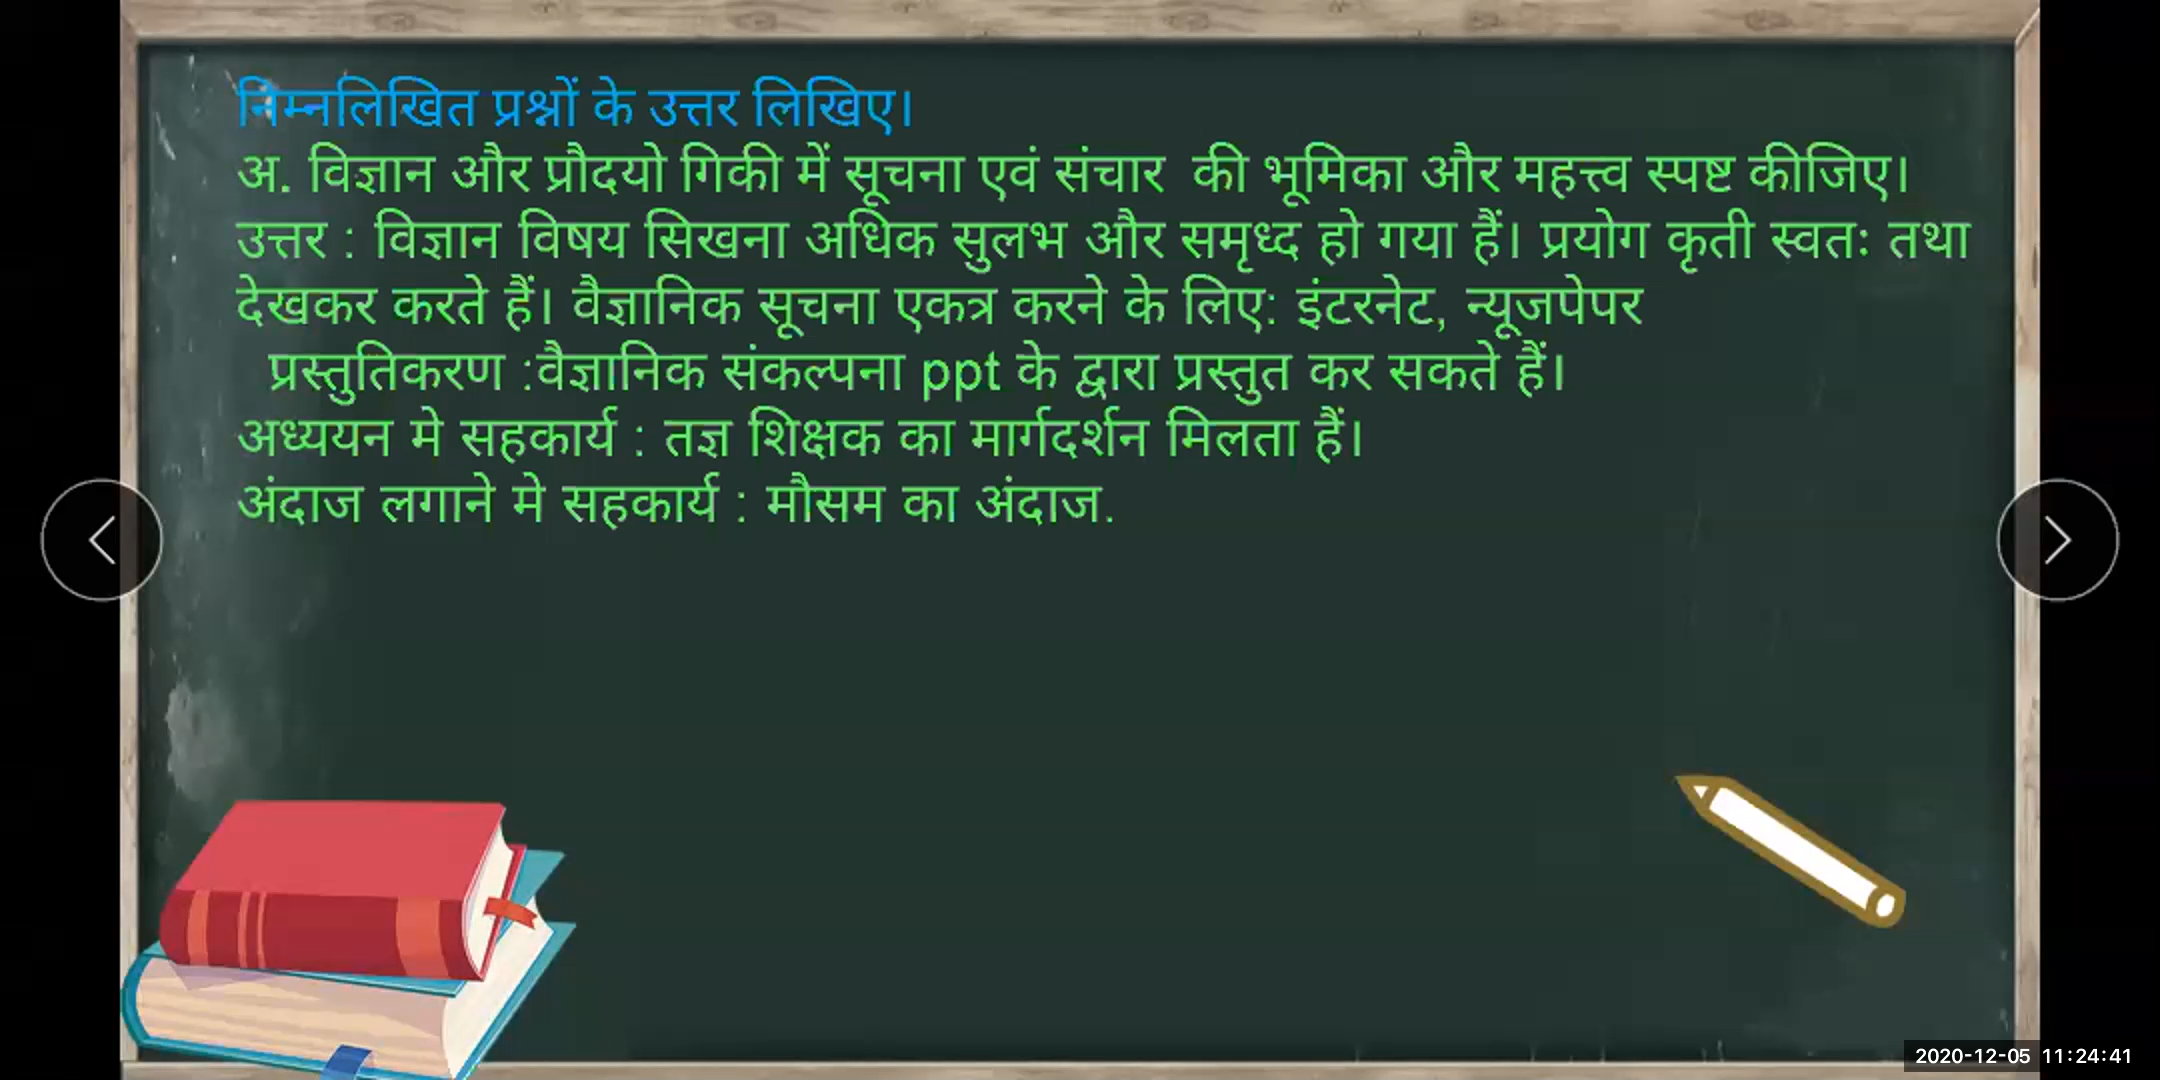 निम्नलिखित प्रश्नों के उत्तर लिखिए।
अ. विज्ञान और प्रौदयो गिकी में सूचना एवं संचार  की भूमिका और महत्त्व स्पष्ट कीजिए।
उत्तर : विज्ञान विषय सिखना अधिक सुलभ और समृध्द हो गया हैं। प्रयोग कृती स्वतः तथा
देखकर करते हैं। वैज्ञानिक सूचना एकत्र करने के लिए: इंटरनेट, न्यूजपेपर
प्रस्तुतिकरण :वैज्ञानिक संकल्पना ppt के द्वारा प्रस्तुत कर सकते हैं।
अध्ययन मे सहकार्य : तज्ञ शिक्षक का मार्गदर्शन मिलता हैं।
अंदाज लगाने मे सहकार्य : मौसम का अंदाज.
2020-12-05 11:24:41